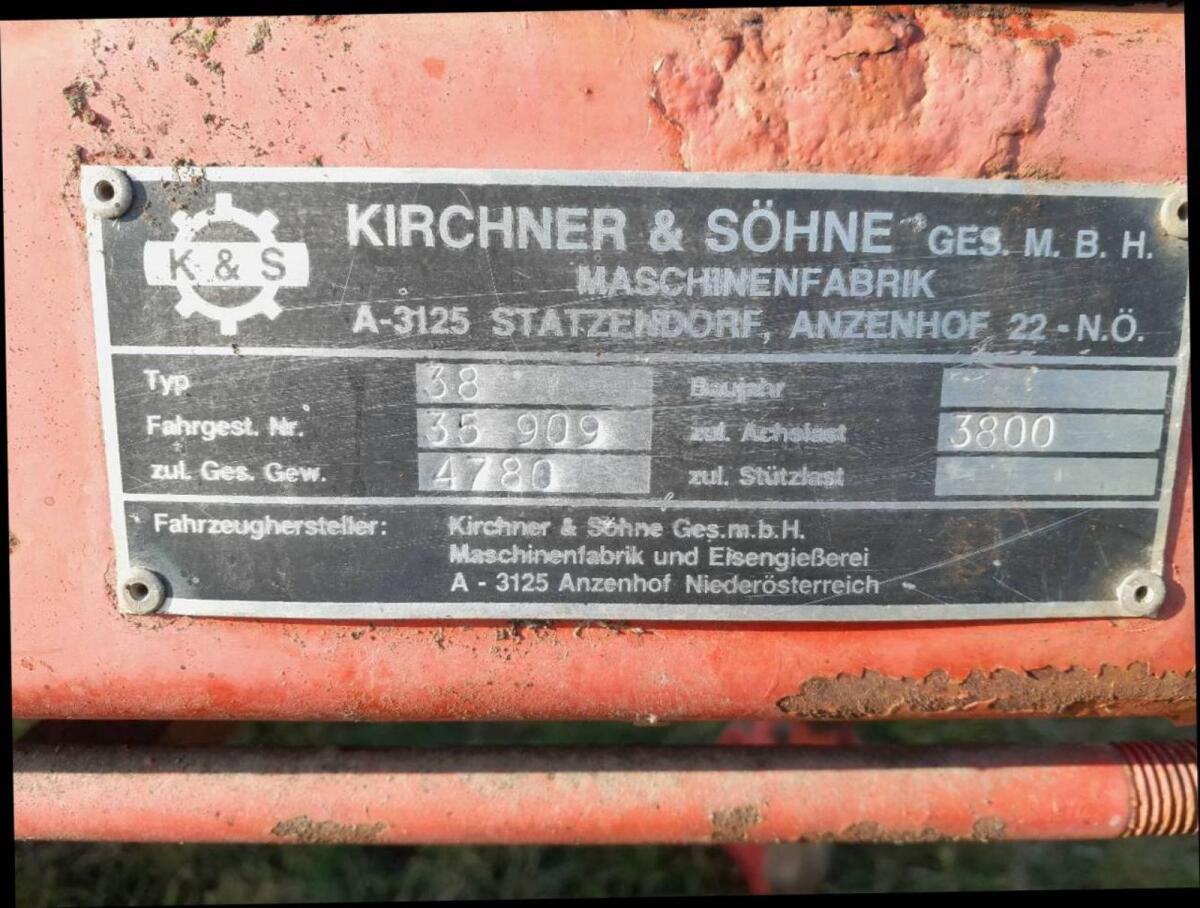 K & S
KIRCHNER & SÖHNE GES. M. B. H.
MASCHINENFABRIK
A-3125 STATZENDORF, ANZENHOF 22 - N.Ö.
Typ 38 Baujahr
Fahrgest. Nr. 35 909 zul. Achslast 3800
zul. Ges. Gew. 4780 zul. Stützlast
Fahrzeughersteller: Kirchner & Söhne Ges.m.b.H.
Maschinenfabrik und Eisengießerei
A - 3125 Anzenhof Niederösterreich